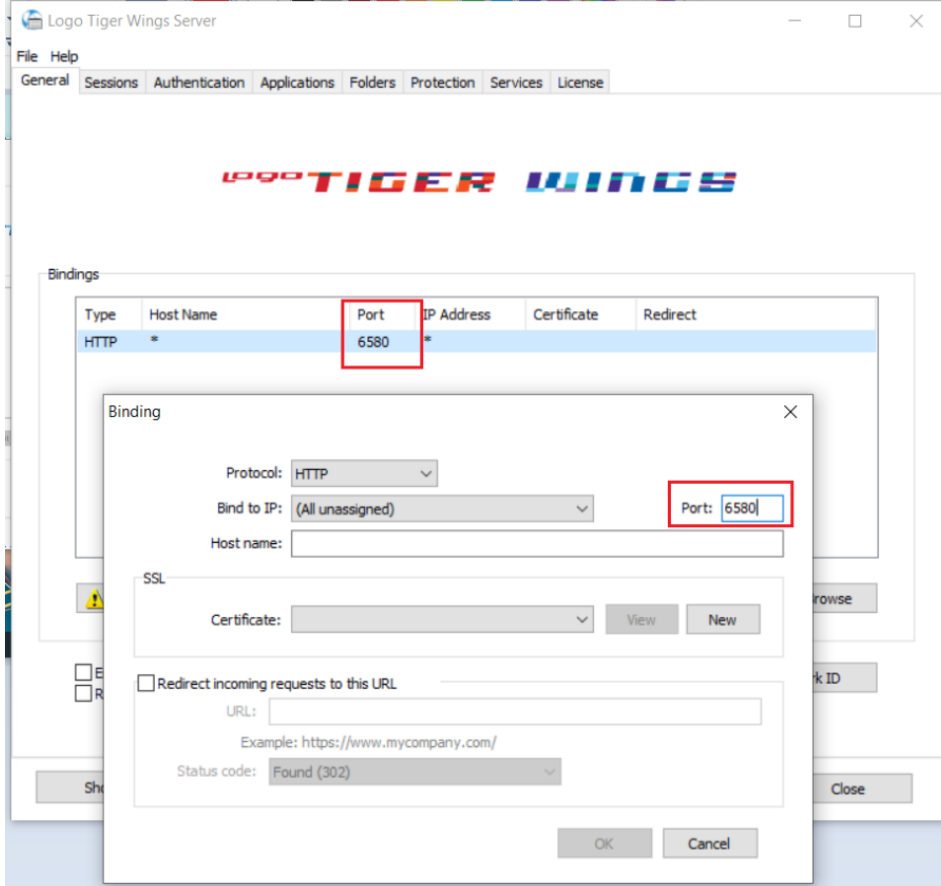 Logo Tiger Wings Server
File Help
General Sessions Authentication Applications Folders Protection Services License
LOGO TIGER WINGS
Bindings
Type Host Name Port IP Address Certificate Redirect
HTTP * 6580 *
Binding
Protocol: HTTP
Bind to IP: (All unassigned) Port: 6580
Host name:
SSL
Certificate: View New
Redirect incoming requests to this URL
URL:
Example: https://www.mycompany.com/
Status code: Found (302)
OK Cancel
Close